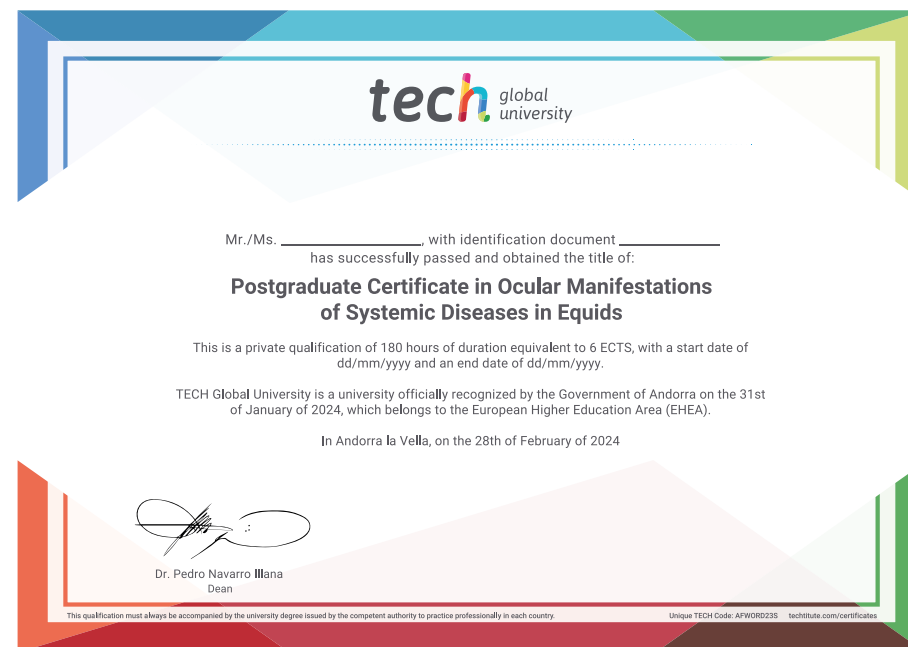 tech global university
Mr./Ms. ____________, with identification document ____________
has successfully passed and obtained the title of:
Postgraduate Certificate in Ocular Manifestations
of Systemic Diseases in Equids
This is a private qualification of 180 hours of duration equivalent to 6 ECTS, with a start date of
dd/mm/yyyy and an end date of dd/mm/yyyy.
TECH Global University is a university officially recognized by the Government of Andorra on the 31st
of January of 2024, which belongs to the European Higher Education Area (EHEA).
In Andorra la Vella, on the 28th of February of 2024
Dr. Pedro Navarro Illana
Dean
This qualification must always be accompanied by the university degree issued by the competent authority to practice professionally in each country.
Unique TECH Code: AFWORD23S techtitute.com/certificates